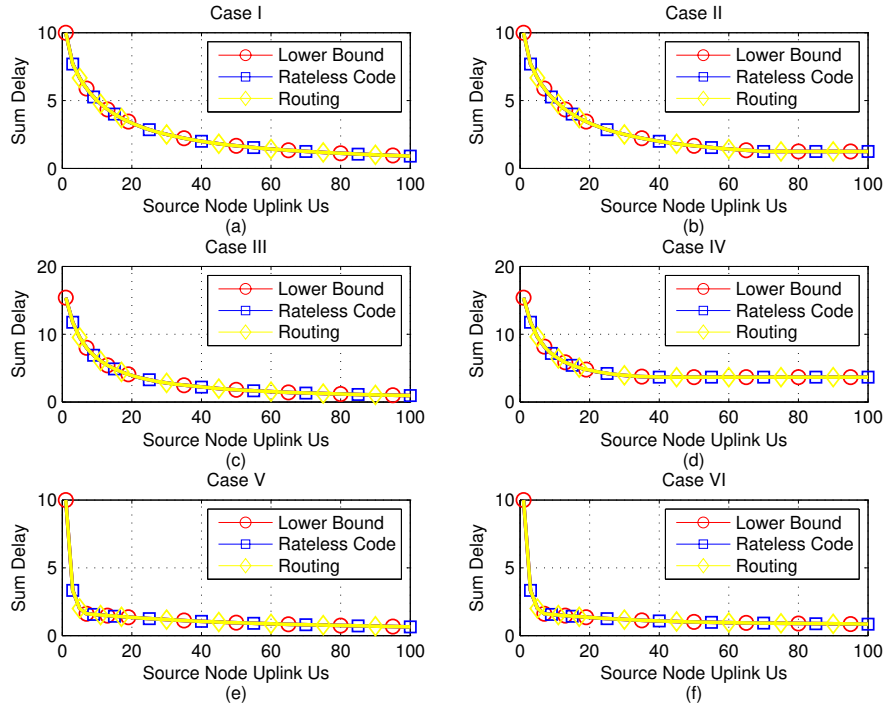 Case I
10
5
0
Sum Delay
Lower Bound
Rateless Code
Routing
0 20 40 60 80 100
Source Node Uplink Us
(a)
Case II
10
5
0
Sum Delay
Lower Bound
Rateless Code
Routing
0 20 40 60 80 100
Source Node Uplink Us
(b)
Case III
20
10
0
Sum Delay
Lower Bound
Rateless Code
Routing
0 20 40 60 80 100
Source Node Uplink Us
(c)
Case IV
20
10
0
Sum Delay
Lower Bound
Rateless Code
Routing
0 20 40 60 80 100
Source Node Uplink Us
(d)
Case V
10
5
0
Sum Delay
Lower Bound
Rateless Code
Routing
0 20 40 60 80 100
Source Node Uplink Us
(e)
Case VI
10
5
0
Sum Delay
Lower Bound
Rateless Code
Routing
0 20 40 60 80 100
Source Node Uplink Us
(f)